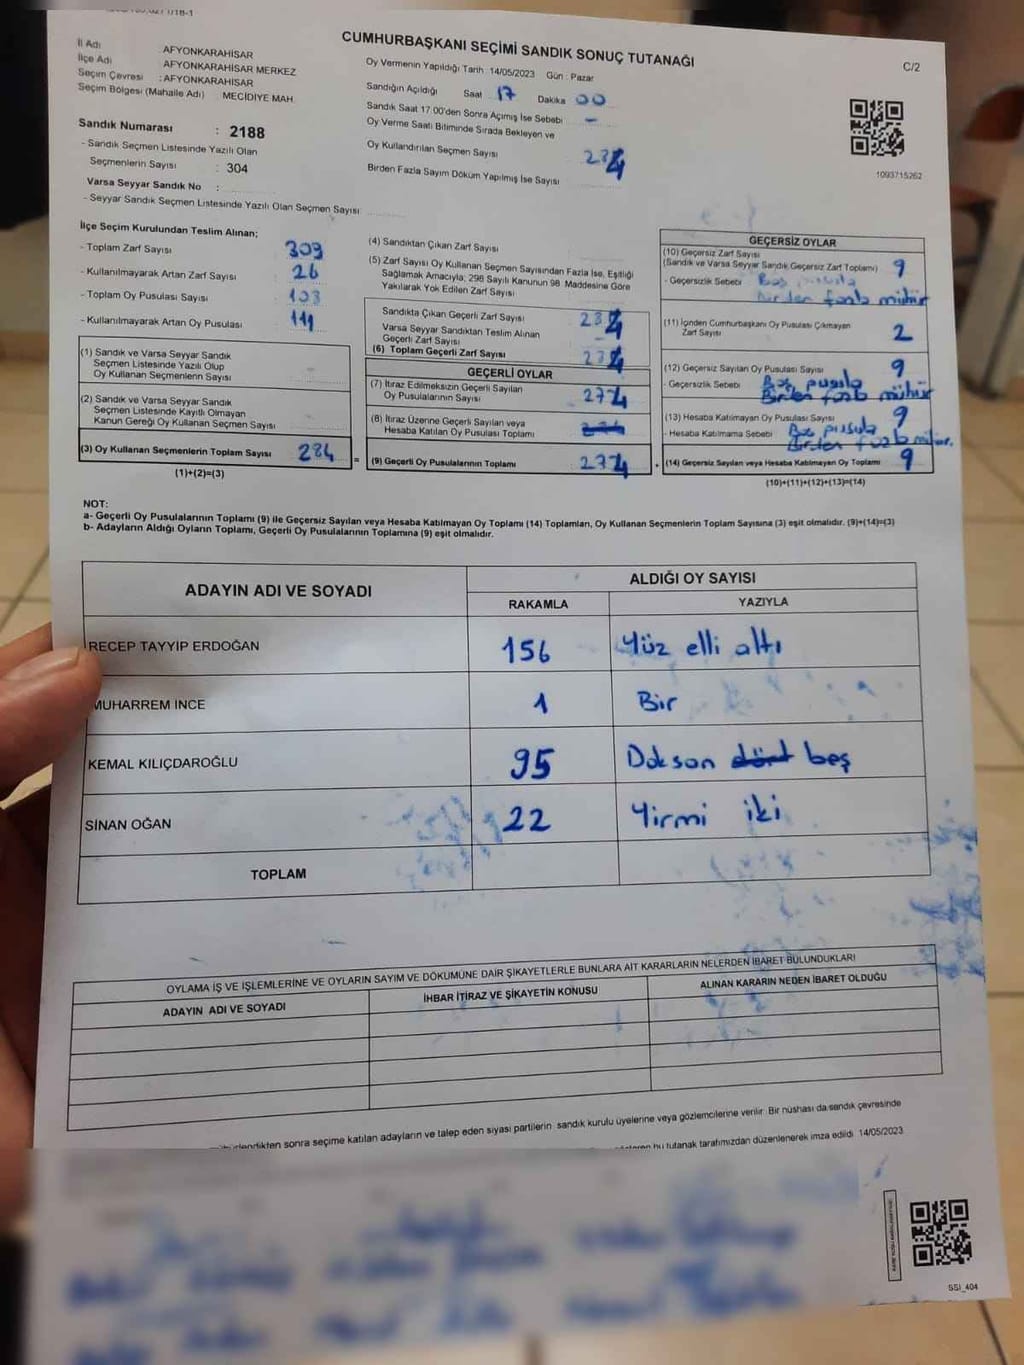 CUMHURBAŞKANI SEÇİMİ SANDIK SONUÇ TUTANAĞI
C/2
İl Adı : AFYONKARAHİSAR
İlçe Adı AFYONKARAHİSAR MERKEZ
Seçim Çevresi : AFYONKARAHİSAR
Seçim Bölgesi (Mahalle Adı) : MECİDİYE MAH.
Sandık Numarası : 2188
- Sandık Seçmen Listesinde Yazılı Olan
Seçmenlerin Sayısı : 304
Varsa Seyyar Sandık No :
- Seyyar Sandık Seçmen Listesinde Yazılı Olan Seçmen Sayısı
Oy Vermenin Yapıldığı Tarih : 14/05/2023 Gün : Pazar
Sandığın Açıldığı Saat 17 Dakika 00
Sandık Saat 17.00'den Sonra Açımış İse Sebebi -
Oy Verme Saati Bitiminde Sırada Bekleyen ve
Oy Kullandırılan Seçmen Sayısı
Birden Fazla Sayım Döküm Yapılmış İse Sayısı
1093715262
İlçe Seçim Kurulundan Teslim Alınan;
- Toplam Zarf Sayısı 309
- Kullanılmayarak Artan Zarf Sayısı 26
- Toplam Oy Pusulası Sayısı
- Kullanılmayarak Artan Oy Pusulası
(1) Sandık ve Varsa Seyyar Sandık
Seçmen Listesinde Yazılı Olup
Oy Kullanan Seçmenlerin Sayısı
(2) Sandık ve Varsa Seyyar Sandık
Seçmen Listesinde Kayıtlı Olmayan
Kanun Gereği Oy Kullanan Seçmen Sayısı
(3) Oy Kullanan Seçmenlerin Toplam Sayısı 284
(1)+(2)=(3)
=
(4) Sandıktan Çıkan Zarf Sayısı
(5) Zarf Sayısı Oy Kullanan Seçmen Sayısından Fazla İse, Eşitliği
Sağlamak Amacıyla; 298 Sayılı Kanunun 98. Maddesine Göre
Yakılarak Yok Edilen Zarf Sayısı
Sandıkta Çıkan Geçerli Zarf Sayısı
Varsa Seyyar Sandıktan Teslim Alınan
Geçerli Zarf Sayısı
(6) Toplam Geçerli Zarf Sayısı
GEÇERLİ OYLAR
(7) İtiraz Edilmeksizin Geçerli Sayılan
Oy Pusulalarının Sayısı 274
(8) İtiraz Üzerine Geçerli Sayılan veya
Hesaba Katılan Oy Pusulası Toplamı
(9) Geçerli Oy Pusulalarının Toplamı 274
GEÇERSİZ OYLAR
(10) Geçersiz Zarf Sayısı
(Sandık ve Varsa Seyyar Sandık Geçersiz Zarf Toplamı) 9
- Geçersizlik Sebebi Boş pusula
Birden fazla mühür
(11) İçinden Cumhurbaşkanı Oy Pusulası Çıkmayan
Zarf Sayısı 2
(12) Geçersiz Sayılan Oy Pusulası Sayısı 9
- Geçersizlik Sebebi Boş pusula
Birden fazla mühür
(13) Hesaba Katılmayan Oy Pusulası Sayısı 9
- Hesaba Katılmama Sebebi Boş pusula
Birden fazla mühür.
(14) Geçersiz Sayılan veya Hesaba Katılmayan Oy Toplamı 9
(10)+(11)+(12)+(13)=(14)
NOT:
a- Geçerli Oy Pusulalarının Toplamı (9) ile Geçersiz Sayılan veya Hesaba Katılmayan Oy Toplamı (14) Toplamları, Oy Kullanan Seçmenlerin Toplam Sayısına (3) eşit olmalıdır. (9)+(14)=(3)
b- Adayların Aldığı Oyların Toplamı, Geçerli Oy Pusulalarının Toplamına (9) eşit olmalıdır.
ADAYIN ADI VE SOYADI
ALDIĞI OY SAYISI
RAKAMLA YAZIYLA
RECEP TAYYIP ERDOĞAN 156 Yüz elli altı
MUHARREM İNCE 1 Bir
KEMAL KILIÇDAROĞLU 95 Doksan dört beş
SİNAN OĞAN 22 Yirmi iki
TOPLAM
OYLAMA İŞ VE İŞLEMLERİNE VE OYLARIN SAYIM VE DÖKÜMÜNE DAİR ŞİKAYETLERLE BUNLARA AİT KARARLARIN NELERDEN İBARET BULUNDUKLARI
ADAYIN ADI VE SOYADI İHBAR İTİRAZ VE ŞİKAYETİN KONUSU ALINAN KARARIN NEDEN İBARET OLDUĞU
sonra seçime katılan adayların ve talep eden siyasi partilerin sandık kurulu üyelerine veya gözlemcilerine verilir. Bir nüshası da sandık çevresinde
bu tutanak tarafımızdan düzenlenerek imza edildi. 14/05/2023
SSI_404